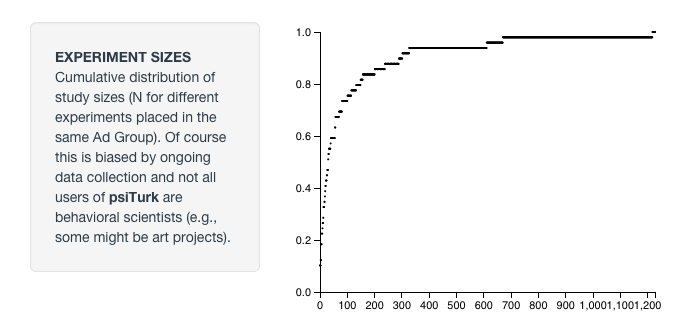 EXPERIMENT SIZES
Cumulative distribution of
study sizes (N for different
experiments placed in the
same Ad Group). Of course
this is biased by ongoing
data collection and not all
users of psiTurk are
behavioral scientists (e.g.,
some might be art projects).
1.0
0.8
0.6
0.4
0.2
0.0
0 100 200 300 400 500 600 700 800 900 1,000 1,100 1,200